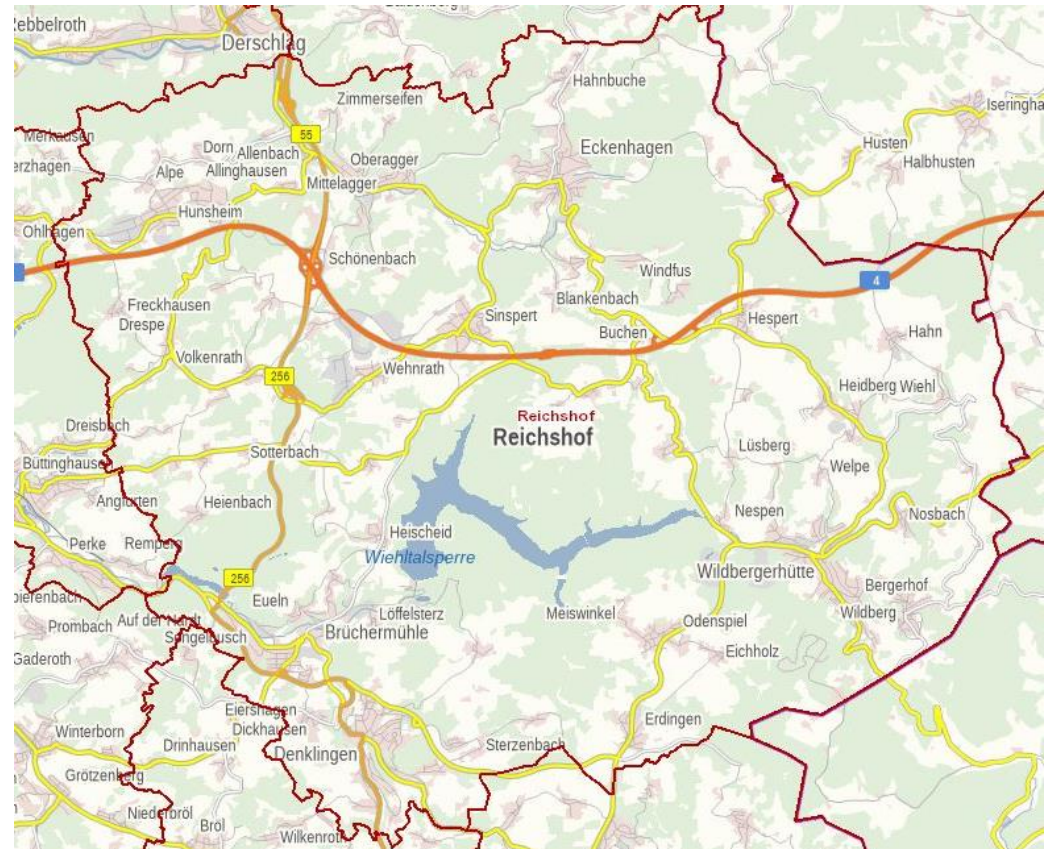 Derschlag
Hahnbuche
Zimmerseifen
Iseringha
Merkausen
55
Eckenhagen
Husten
Dorn
Allenbach
Oberagger
Halbhusten
erzhagen
Alpe
Allinghausen
Mittelagger
Hunsheim
Ohlhagen
Schönenbach
Windfus
4
Freckhausen
Blankenbach
Drespe
Sinspert
Buchen
Hespert
Hahn
Volkenrath
256
Wehnrath
Heidberg
Wiehl
Reichshof
Dreisbach
Reichshof
Sotterbach
Lüsberg
Büttinghause
Welpe
Angfurten
Heienbach
Nespen
Nosbach
Heischeid
Perke
Remperg
Wiehltalsperre
Wildbergerhütte
256
Bergerhof
Eueln
Löffelsterz
Meiswinkel
Wildberg
Prombach
Auf der Hardt
Brüchermühle
Odenspiel
Sengelbusch
Eichholz
Gaderoth
Eiershagen
Erdingen
Winterborn
Dickhausen
Drinhausen
Denklingen
Sterzenbach
Grötzenberg
Niederbröl
Bröl
Wilkenroth